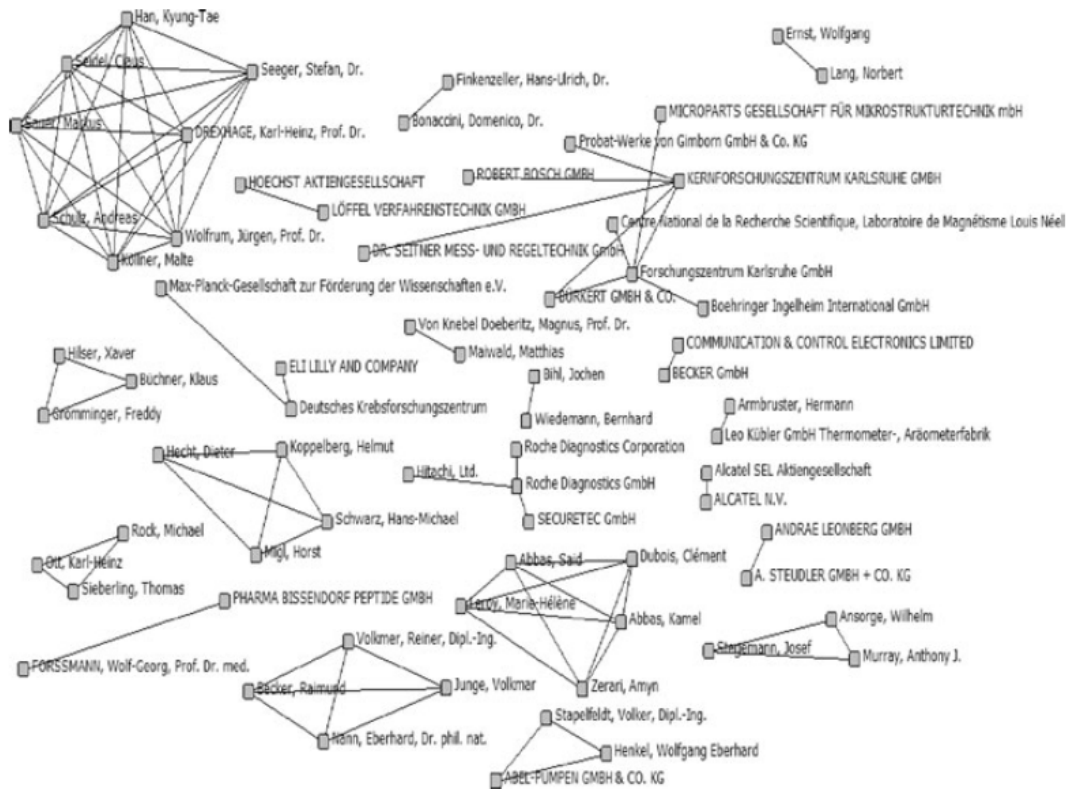 Han, Kyung-Tae
Ernst, Wolfgang
Seidel, Claus
Seeger, Stefan, Dr.
Lang, Norbert
Finkenzeller, Hans-Ulrich, Dr.
MICROPARTS GESELLSCHAFT FÜR MIKROSTRUKTURTECHNIK mbH
Sauer, Markus
Bonaccini, Domenico, Dr.
DREXHAGE, Karl-Heinz, Prof. Dr.
Probat-Werke von Gimborn GmbH & Co. KG
HOECHST AKTIENGESELLSCHAFT
ROBERT BOSCH GMBH
KERNFORSCHUNGSZENTRUM KARLSRUHE GMBH
LÖFFEL VERFAHRENSTECHNIK GMBH
Schulz, Andreas
Centre National de la Recherche Scientifique, Laboratoire de Magnétisme Louis Néel
Wolfrum, Jürgen, Prof. Dr.
DR. SEITNER MESS- UND REGELTECHNIK GmbH
Köllner, Malte
Forschungszentrum Karlsruhe GmbH
Max-Planck-Gesellschaft zur Förderung der Wissenschaften e.V.
BÜRKERT GMBH & CO.
Boehringer Ingelheim International GmbH
Von Knebel Doeberitz, Magnus, Prof. Dr.
COMMUNICATION & CONTROL ELECTRONICS LIMITED
Hilser, Xaver
Maiwald, Matthias
ELI LILLY AND COMPANY
Bihl, Jochen
BECKER GmbH
Büchner, Klaus
Armbruster, Hermann
Grömminger, Freddy
Deutsches Krebsforschungszentrum
Wiedemann, Bernhard
Leo Kübler GmbH Thermometer-, Aräometerfabrik
Hecht, Dieter
Koppelberg, Helmut
Roche Diagnostics Corporation
Hitachi, Ltd.
Alcatel SEL Aktiengesellschaft
Roche Diagnostics GmbH
ALCATEL N.V.
Schwarz, Hans-Michael
SECURETEC GmbH
Rock, Michael
ANDRAE LEONBERG GMBH
Migl, Horst
Ott, Karl-Heinz
Abbas, Said
Dubois, Clément
Sieberling, Thomas
A. STEUDLER GMBH + CO. KG
PHARMA BISSENDORF PEPTIDE GMBH
Leroy, Marie-Hélène
Abbas, Kamel
Ansorge, Wilhelm
Volkmer, Reiner, Dipl.-Ing.
Stegemann, Josef
FORSSMANN, Wolf-Georg, Prof. Dr. med.
Murray, Anthony J.
Becker, Raimund
Junge, Volkmar
Zerari, Amyn
Stapelfeldt, Volker, Dipl.-Ing.
Nann, Eberhard, Dr. phil. nat.
Henkel, Wolfgang Eberhard
ABEL-PUMPEN GMBH & CO. KG